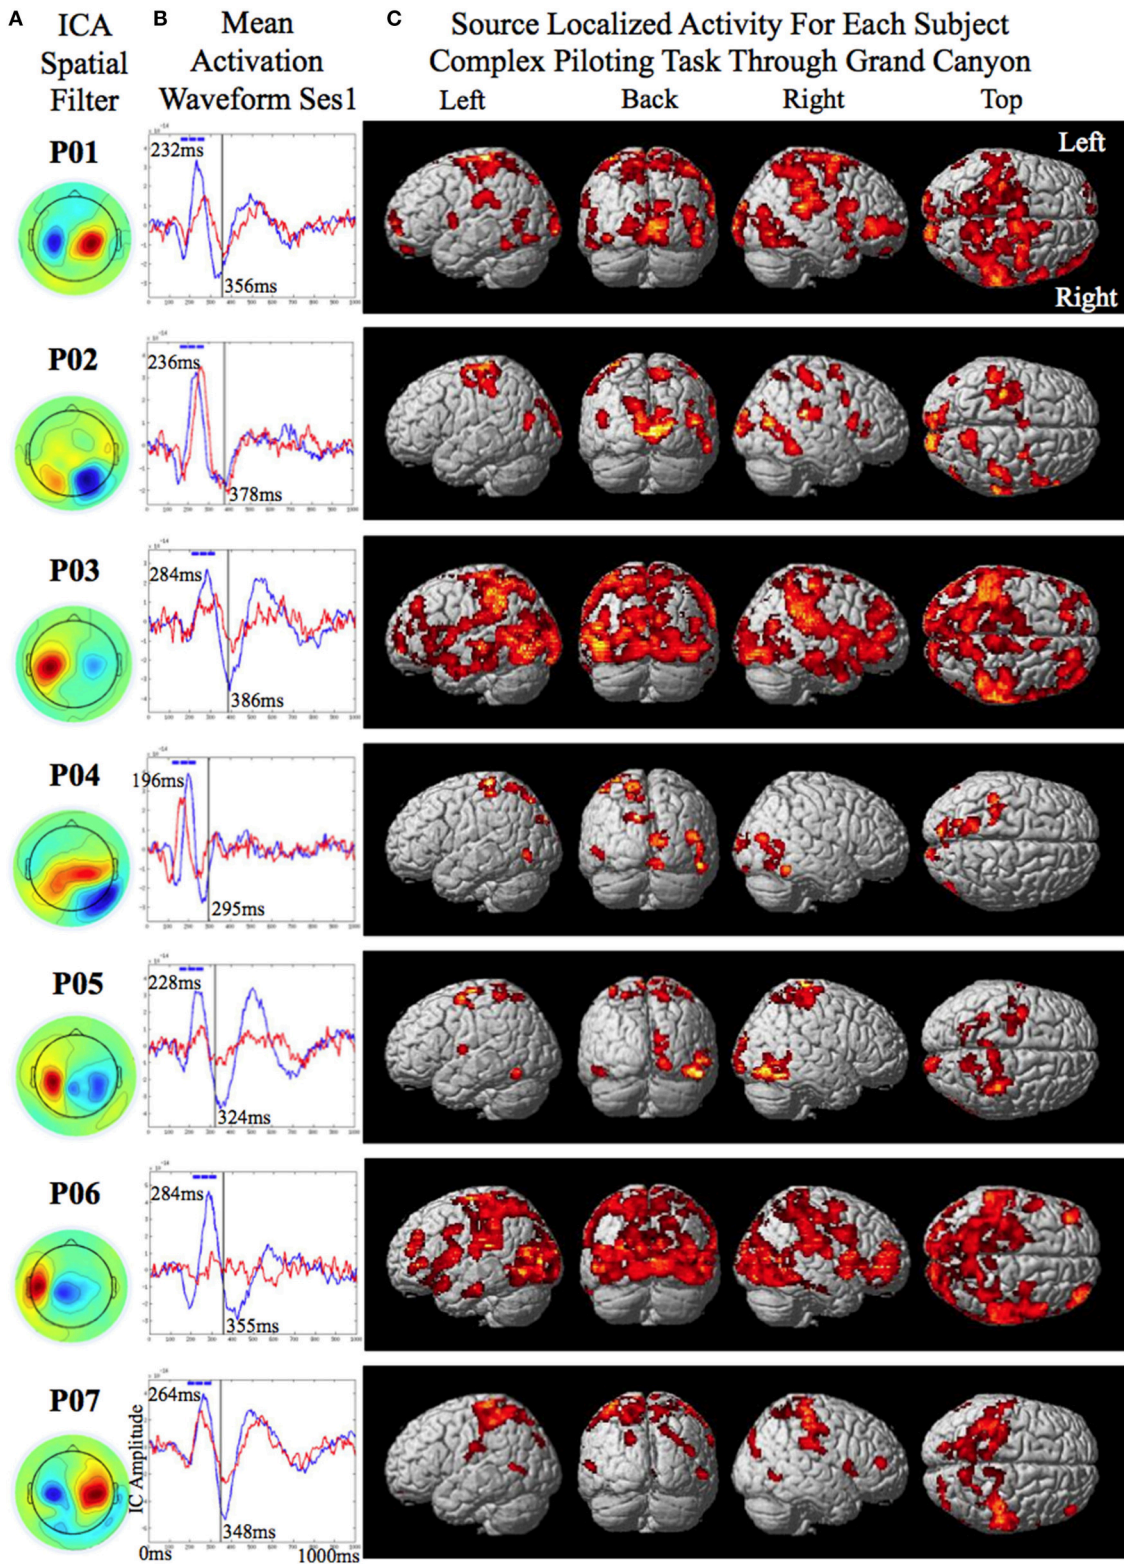 A
ICA
Spatial
Filter
B
Mean
Activation
Waveform Ses1
C
Source Localized Activity For Each Subject
Complex Piloting Task Through Grand Canyon
Left
Back
Right
Top
P01
232ms
356ms
Left
Right
P02
236ms
378ms
P03
284ms
386ms
P04
196ms
295ms
P05
228ms
324ms
P06
284ms
355ms
P07
264ms
348ms
IC Amplitude
0ms
1000ms